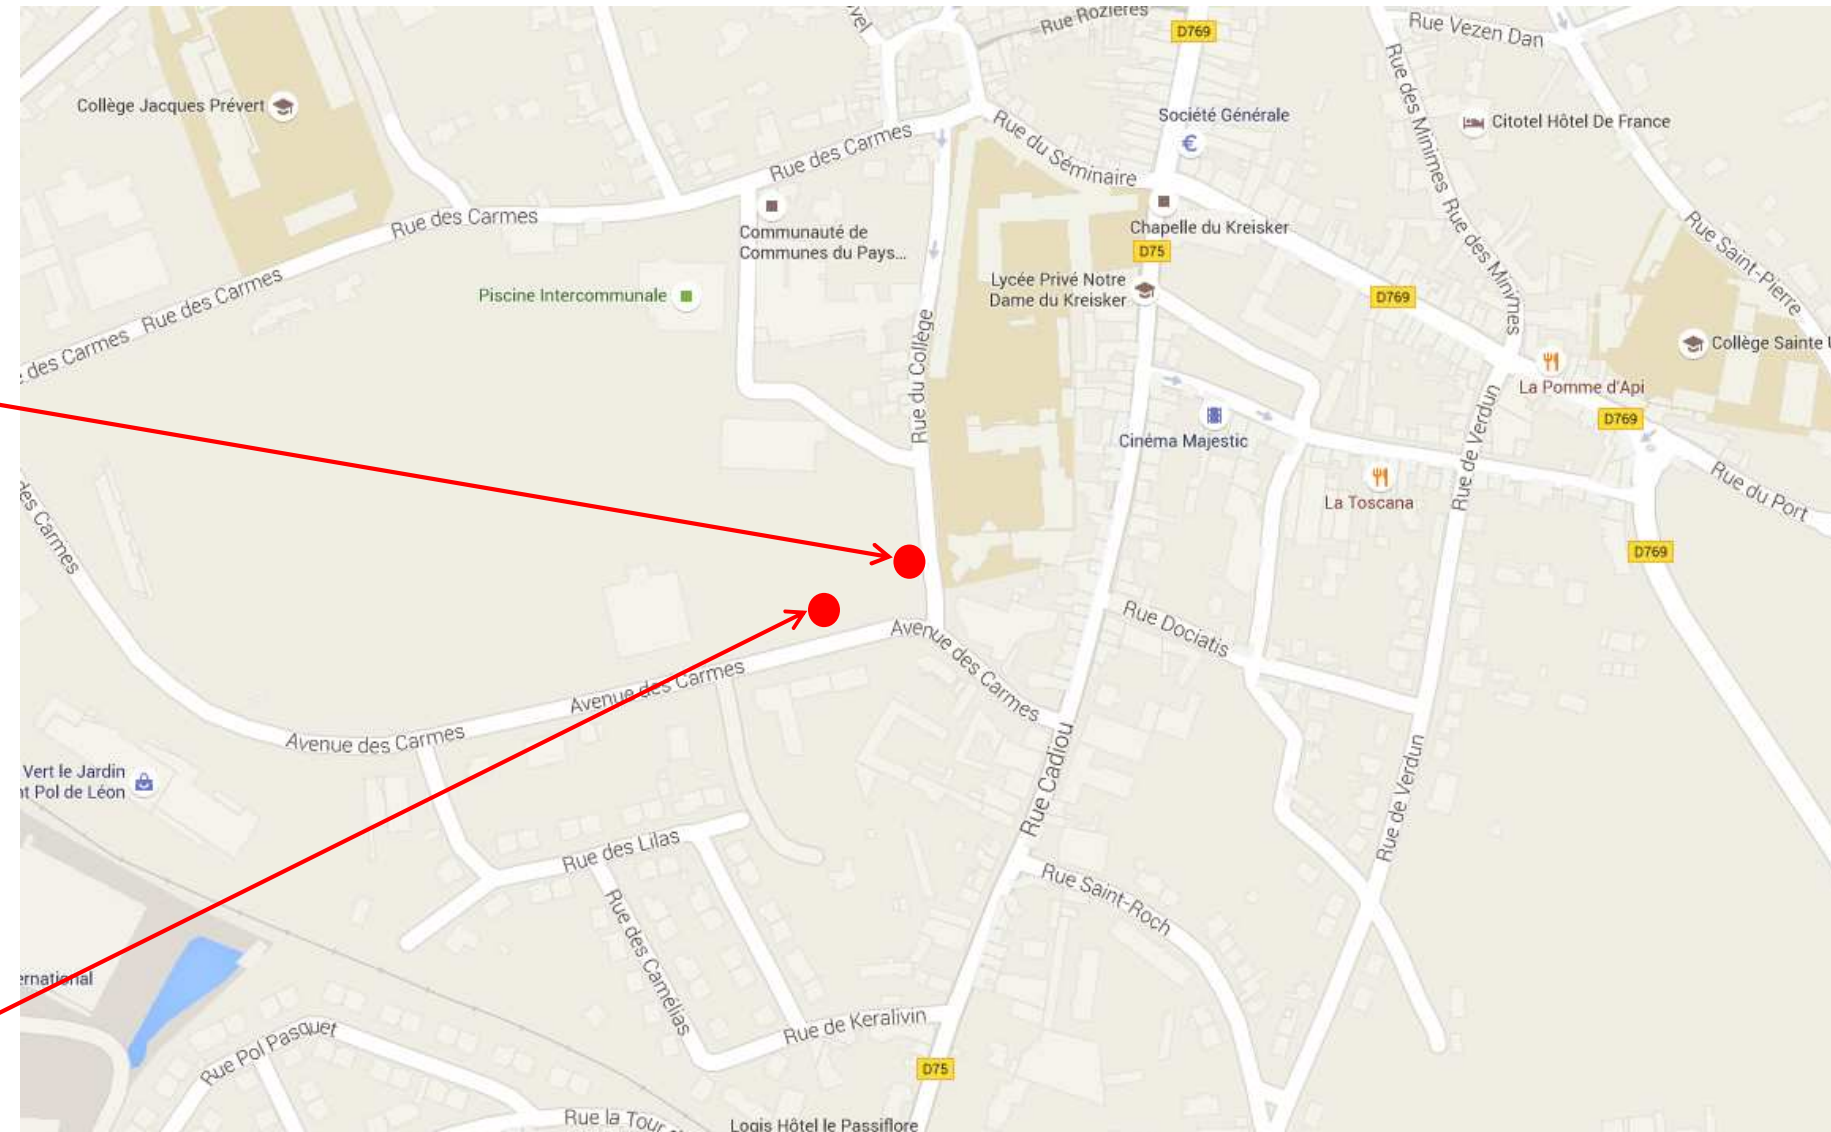 vel
Rue Rozières
D769
Rue Vezen Dan
Collège Jacques Prévert
Société Générale
€
Citotel Hôtel De France
Rue des Carmes
Rue du Séminaire
Rue des Minimes
Rue des Minimes
Rue des Carmes
Communauté de
Communes du Pays...
Chapelle du Kreisker
D75
Rue Saint-Pierre
Lycée Privé Notre
Dame du Kreisker
Piscine Intercommunale
D769
Rue des Carmes
des Carmes
Rue du Collège
Collège Sainte
La Pomme d'Api
D769
Cinéma Majestic
Rue de Verdun
La Toscana
Rue du Port
des Carmes
D769
Rue Dociatis
Avenue des Carmes
Avenue des Carmes
Avenue des Carmes
Vert le Jardin
nt Pol de Léon
Rue Cadiou
Rue de Verdun
Rue des Lilas
Rue Saint-Roch
Rue des Camélias
ernational
Rue de Keralivin
Rue Pol Pasquet
D75
Rue la Tour
Logis Hôtel le Passiflore